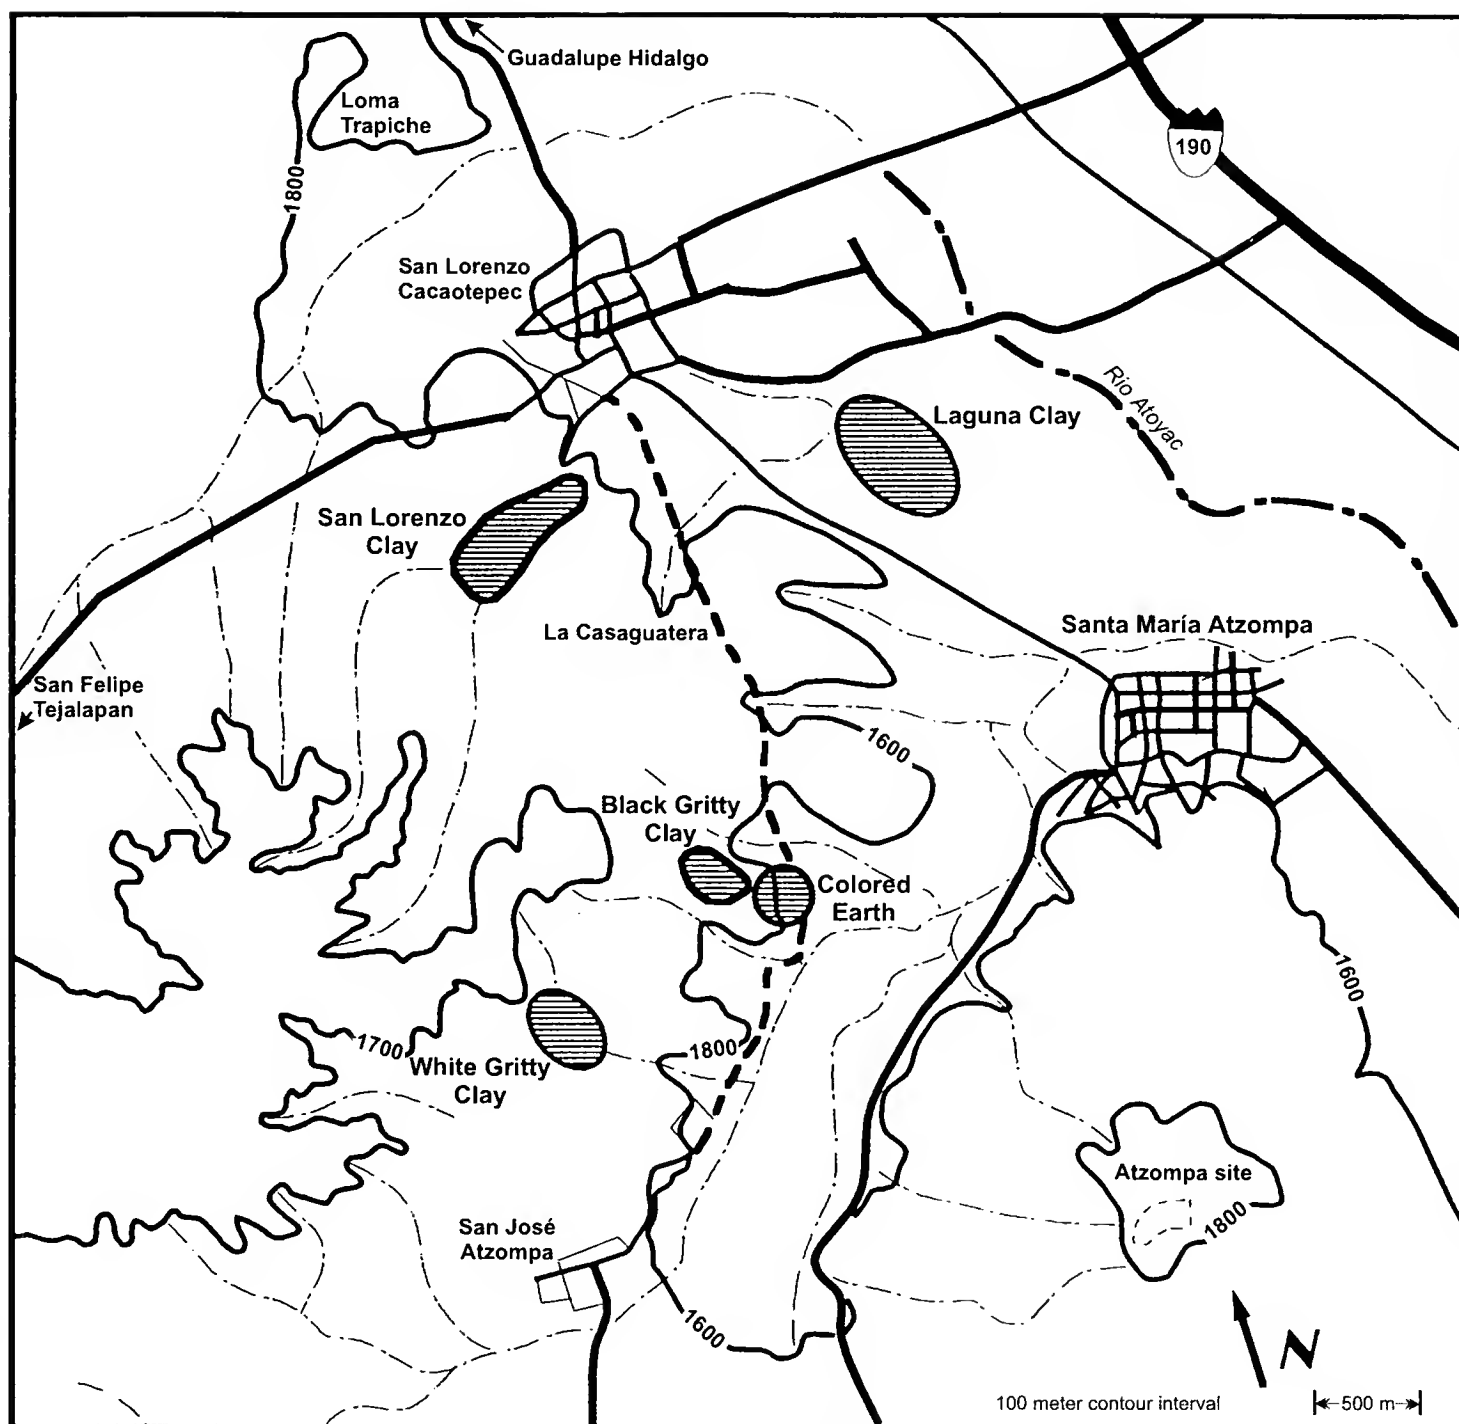 Guadalupe Hidalgo
Loma
Trapiche
1800
190
San Lorenzo
Cacaotepec
Rio Atoyac
Laguna Clay
San Lorenzo
Clay
La Casaguatera
Santa María Atzompa
San Felipe
Tejalapan
1600
Black Gritty
Clay
Colored
Earth
1600
1700
1800
White Gritty
Clay
Atzompa site
1800
San José
Atzompa
1600
N
100 meter contour interval
500 m